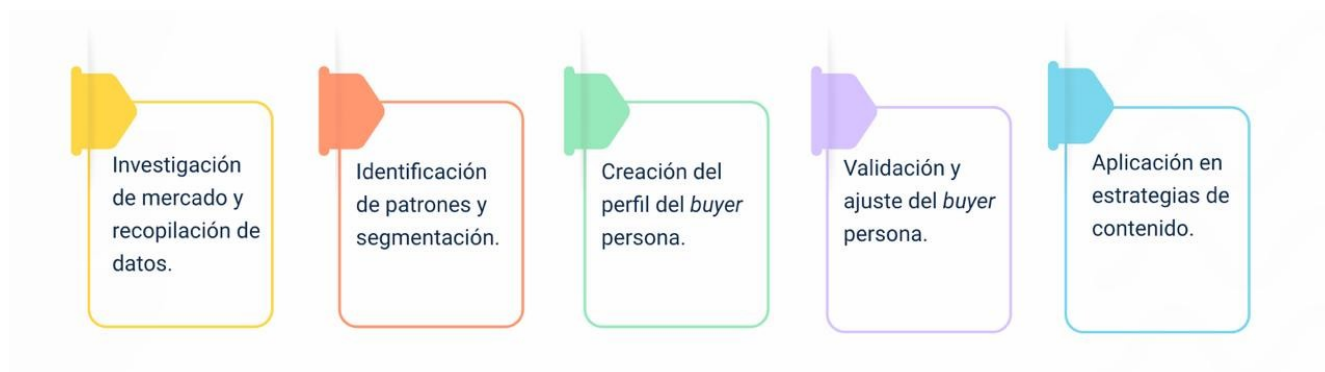 Investigación
de mercado y
recopilación de
datos.
Identificación
de patrones y
segmentación.
Creación del
perfil del buyer
persona.
Validación y
ajuste del buyer
persona.
Aplicación en
estrategias de
contenido.